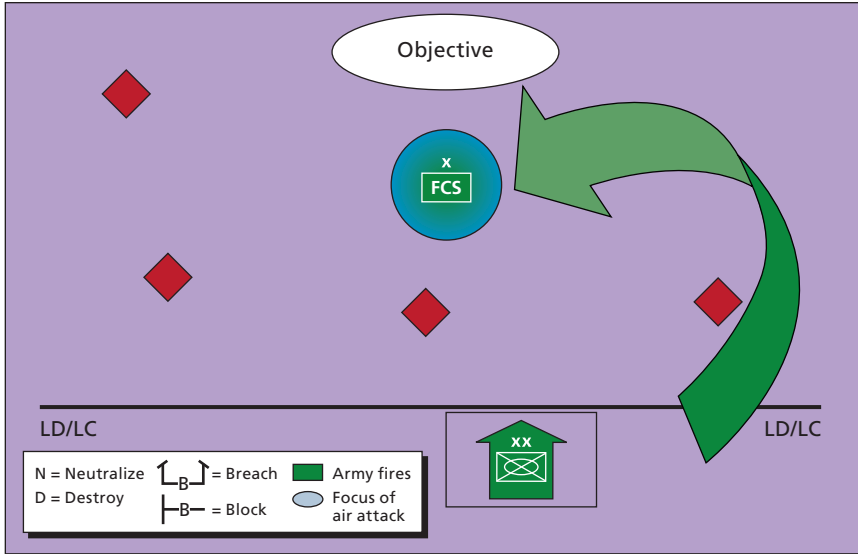 Objective
x
FCS
LD/LC
LD/LC
xx
N = Neutralize
D = Destroy
B = Breach
B = Block
Army fires
Focus of
air attack